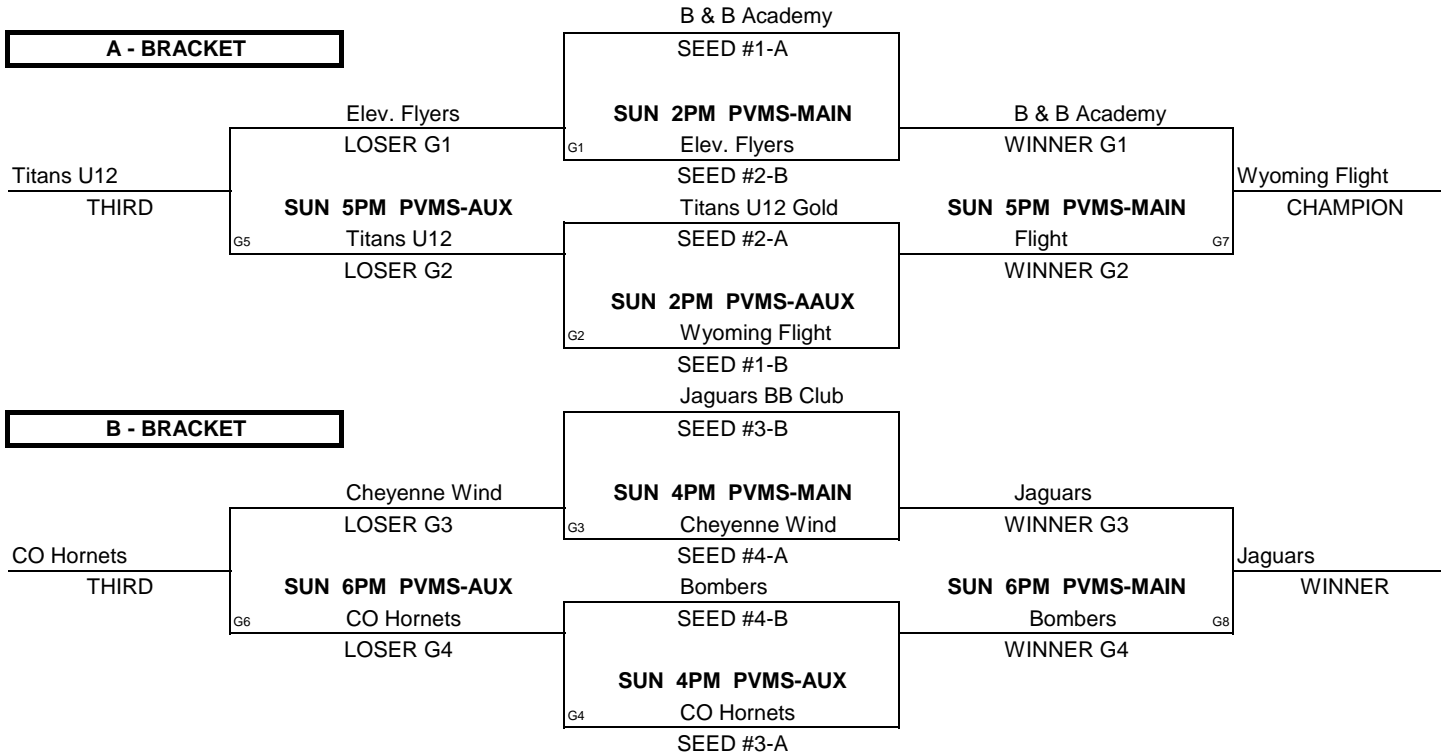 B & B Academy
A - BRACKET
SEED #1-A
Elev. Flyers
SUN 2PM PVMS-MAIN
B & B Academy
LOSER G1
G1
Elev. Flyers
WINNER G1
Titans U12
SEED #2-B
Wyoming Flight
THIRD
SUN 5PM PVMS-AUX
Titans U12 Gold
SUN 5PM PVMS-MAIN
CHAMPION
G5
Titans U12
SEED #2-A
Flight
G7
LOSER G2
WINNER G2
SUN 2PM PVMS-AAUX
G2
Wyoming Flight
SEED #1-B
Jaguars BB Club
B - BRACKET
SEED #3-B
Cheyenne Wind
SUN 4PM PVMS-MAIN
Jaguars
LOSER G3
G3
Cheyenne Wind
WINNER G3
CO Hornets
SEED #4-A
Jaguars
THIRD
SUN 6PM PVMS-AUX
Bombers
SUN 6PM PVMS-MAIN
WINNER
G6
CO Hornets
SEED #4-B
Bombers
G8
LOSER G4
WINNER G4
SUN 4PM PVMS-AUX
G4
CO Hornets
SEED #3-A